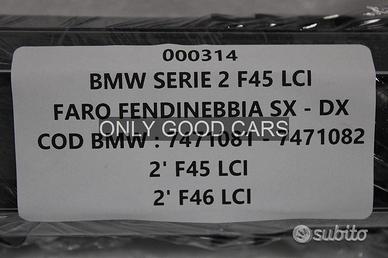 000314
BMW SERIE 2 F45 LCI
FARO FENDINEBBIA SX - DX
ONLY GOOD CARS
COD BMW : 7471081 - 7471082
2' F45 LCI
2' F46 LCI
subito